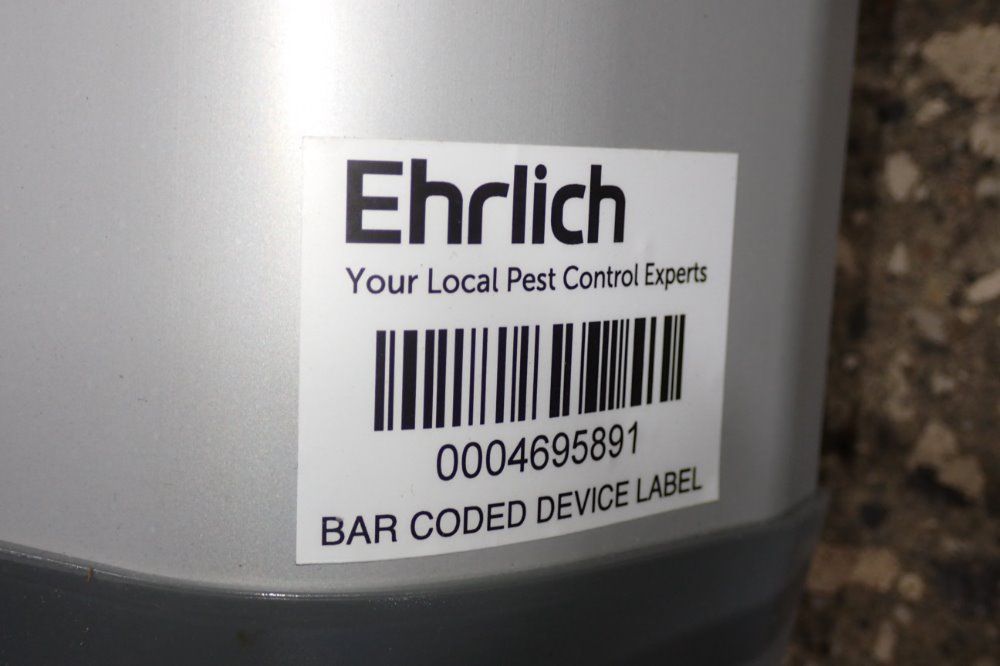 Ehrlich
Your Local Pest Control Experts
0004695891
BAR CODED DEVICE LABEL